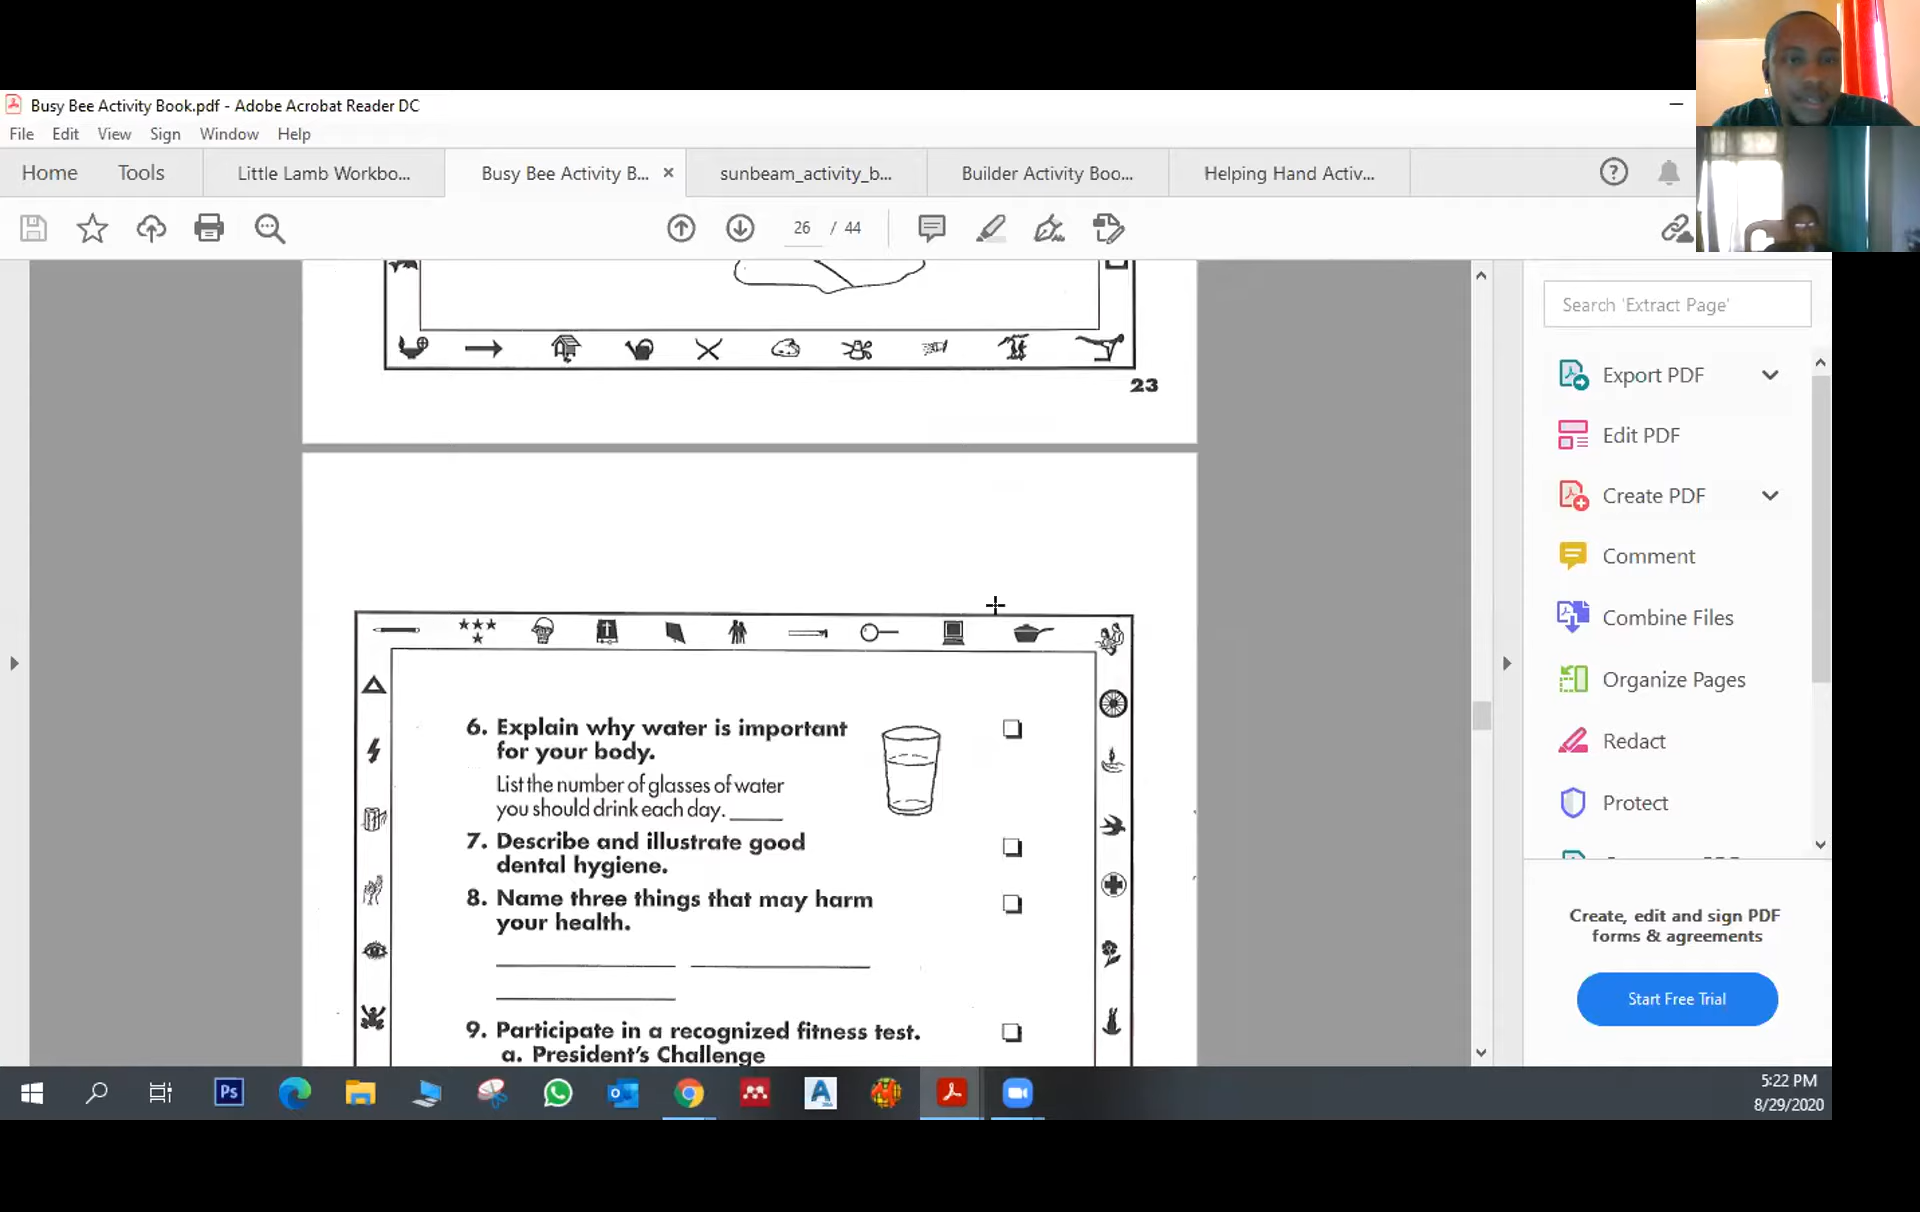 Busy Bee Activity Book.pdf - Adobe Acrobat Reader DC
File Edit View Sign Window Help
Home Tools Little Lamb Workbo... Busy Bee Activity B... × sunbeam_activity_b... Builder Activity Boo... Helping Hand Activ...
26 / 44
23
6. Explain why water is important
for your body.
List the number of glasses of water
you should drink each day. ____
7. Describe and illustrate good
dental hygiene.
8. Name three things that may harm
your health.
9. Participate in a recognized fitness test.
a. President's Challenge
Search 'Extract Page'
Export PDF
Edit PDF
Create PDF
Comment
Combine Files
Organize Pages
Redact
Protect
Create, edit and sign PDF
forms & agreements
Start Free Trial
Ps
5:22 PM
8/29/2020